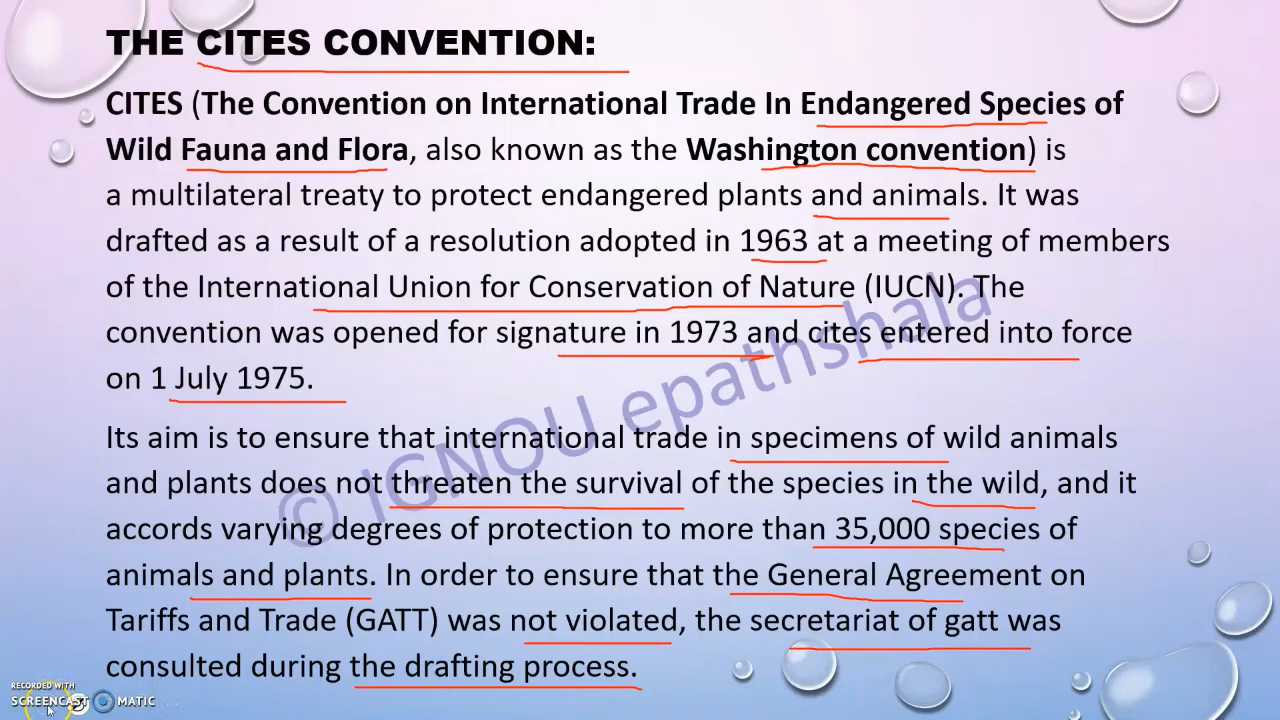 THE CITES CONVENTION:
CITES (The Convention on International Trade In Endangered Species of
Wild Fauna and Flora, also known as the Washington convention) is
a multilateral treaty to protect endangered plants and animals. It was
drafted as a result of a resolution adopted in 1963 at a meeting of members
of the International Union for Conservation of Nature (IUCN). The
convention was opened for signature in 1973 and cites entered into force
on 1 July 1975.
Its aim is to ensure that international trade in specimens of wild animals
and plants does not threaten the survival of the species in the wild, and it
accords varying degrees of protection to more than 35,000 species of
animals and plants. In order to ensure that the General Agreement on
Tariffs and Trade (GATT) was not violated, the secretariat of gatt was
consulted during the drafting process.
© IGNOU epathshala
RECORDED WITH
SCREENCAST MATIC